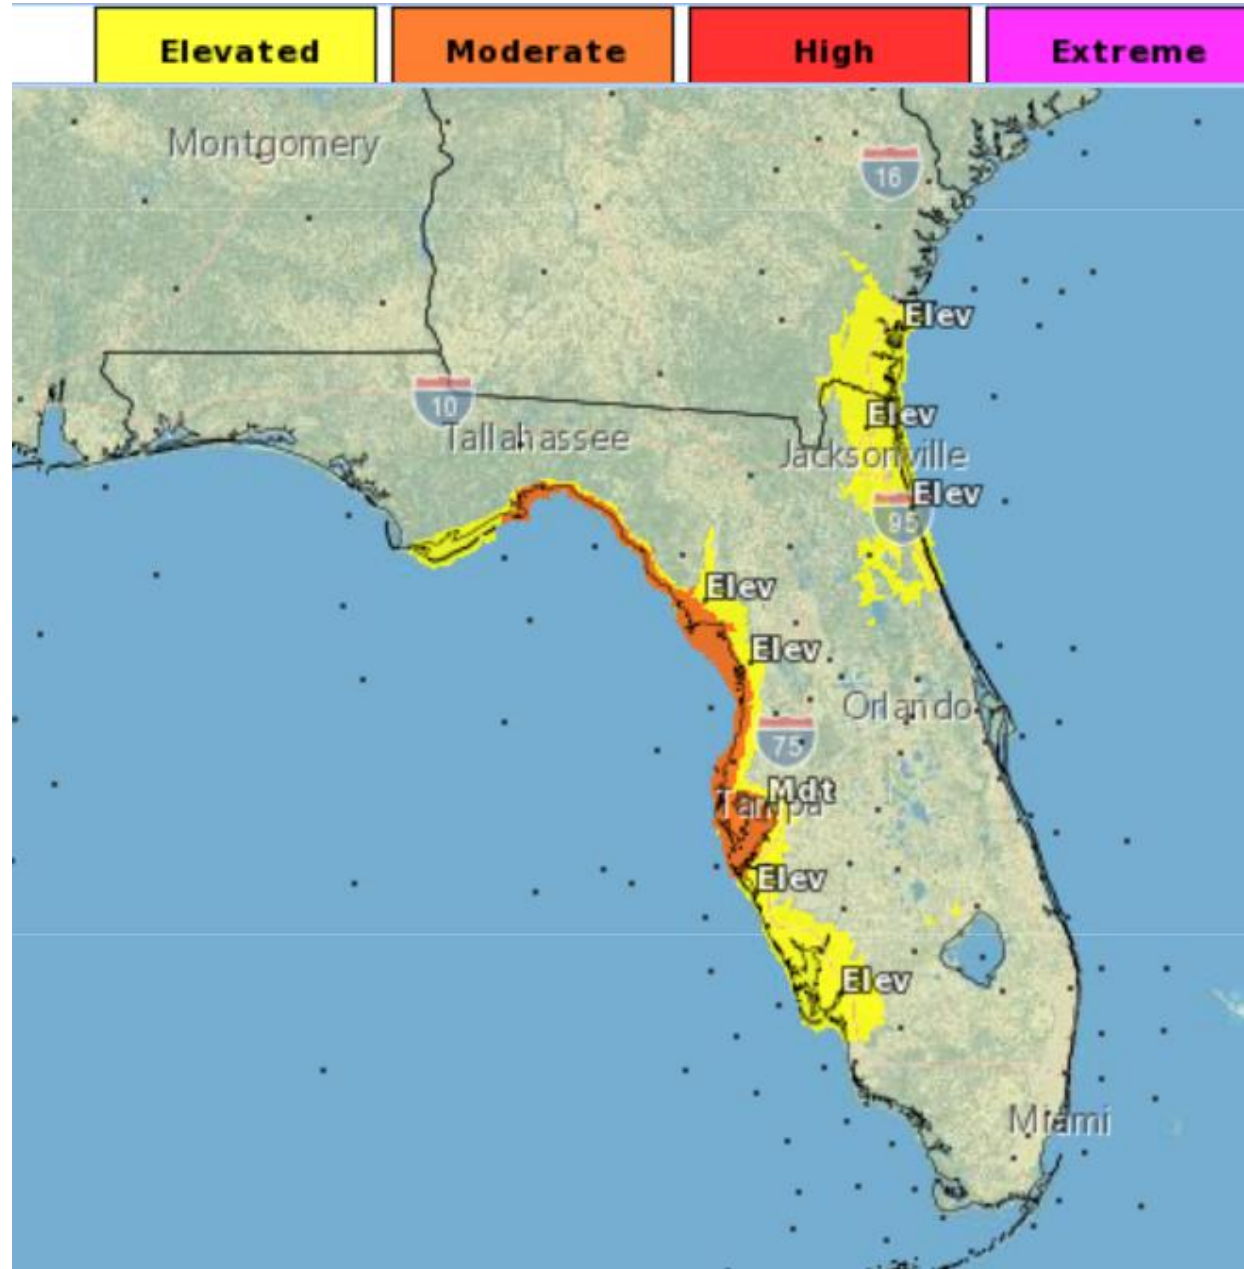 Elevated Moderate High Extreme
Montgomery
16
Elev
10
Elev
Tallahassee
Jacksonville
Elev
95
Elev
Elev
Orlando
75
Mdt
Tampa
Elev
Elev
Miami